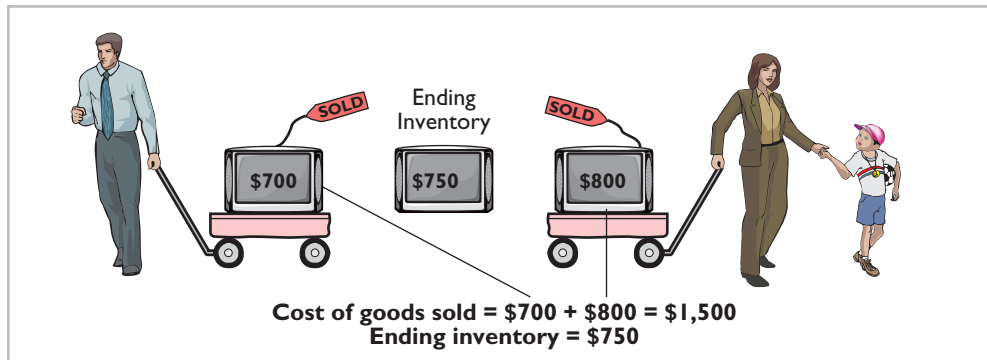 SOLD
Ending
Inventory
SOLD
$700
$750
$800
Cost of goods sold = $700 + $800 = $1,500
Ending inventory = $750